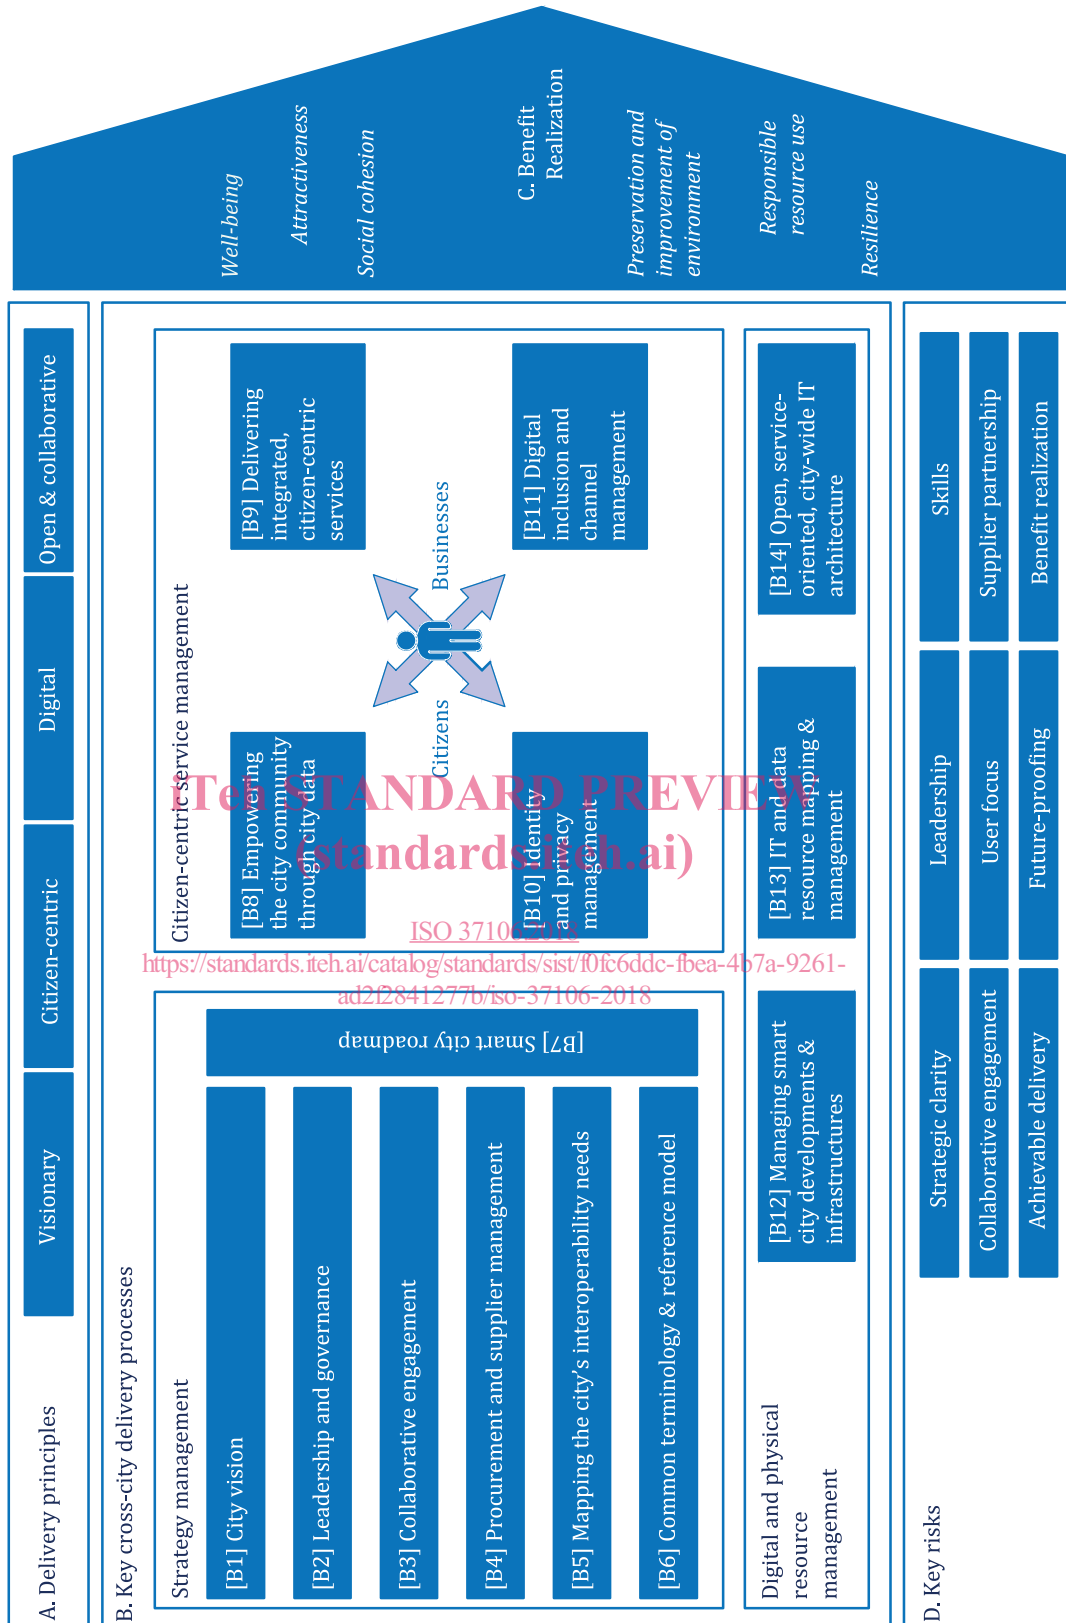 A. Delivery principles
Visionary
Citizen-centric
Digital
Open & collaborative
B. Key cross-city delivery processes
Strategy management
[B1] City vision
[B2] Leadership and governance
[B3] Collaborative engagement
[B4] Procurement and supplier management
[B5] Mapping the city’s interoperability needs
[B6] Common terminology & reference model
[B7] Smart city roadmap
Citizen-centric service management
[B8] Empowering
the city community
through city data
[B9] Delivering
integrated,
citizen-centric
services
Citizens
Businesses
[B10] Identity
and privacy
management
[B11] Digital
inclusion and
channel
management
Digital and physical
resource
management
[B12] Managing smart
city developments &
infrastructures
[B13] IT and data
resource mapping &
management
[B14] Open, service-
oriented, city-wide IT
architecture
D. Key risks
Strategic clarity
Leadership
Skills
Collaborative engagement
User focus
Supplier partnership
Achievable delivery
Future-proofing
Benefit realization
Well-being
Attractiveness
Social cohesion
C. Benefit
Realization
Preservation and
improvement of
environment
Responsible
resource use
Resilience
iTeh STANDARD PREVIEW
(standards.iteh.ai)
ISO 37106:2018
https://standards.iteh.ai/catalog/standards/sist/f0fc6ddc-fbea-4b7a-9261-
ad2f2841277b/iso-37106-2018